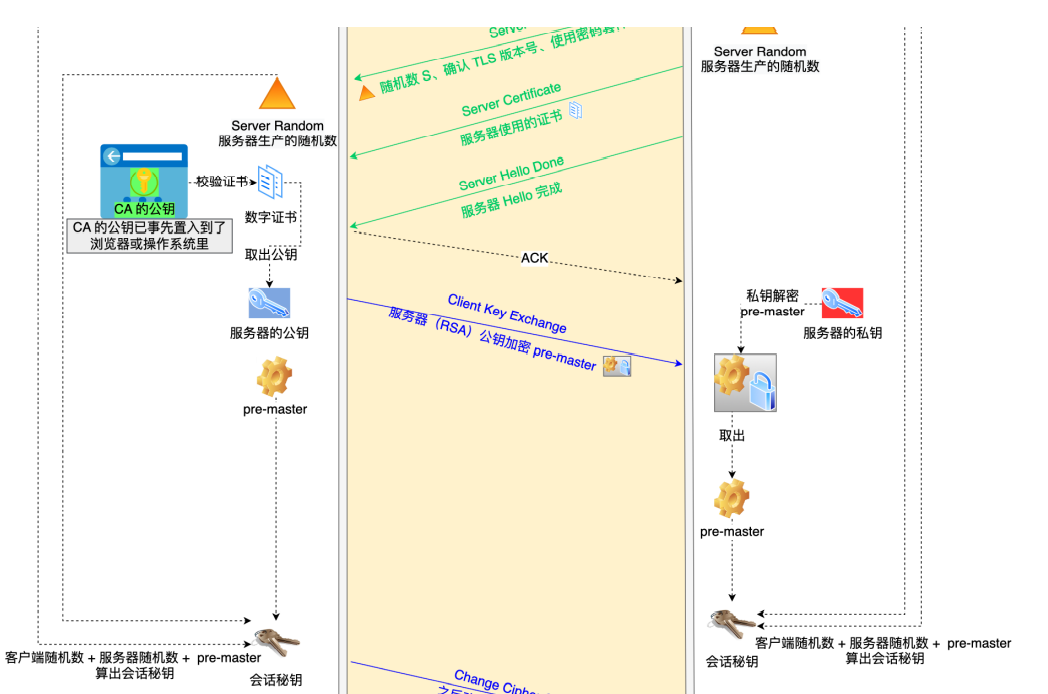 Server Random
服务器生产的随机数
随机数 S、确认 TLS 版本号、使用密码套件
Server Certificate
服务器使用的证书
Server Random
服务器生产的随机数
校验证书
CA 的公钥
CA 的公钥已事先置入到了
浏览器或操作系统里
数字证书
取出公钥
Server Hello Done
服务器 Hello 完成
ACK
服务器的公钥
Client Key Exchange
服务器（RSA）公钥加密 pre-master
私钥解密
pre-master
服务器的私钥
pre-master
取出
pre-master
客户端随机数 + 服务器随机数 + pre-master
算出会话秘钥
会话秘钥
客户端随机数 + 服务器随机数 + pre-master
算出会话秘钥
会话秘钥
Change